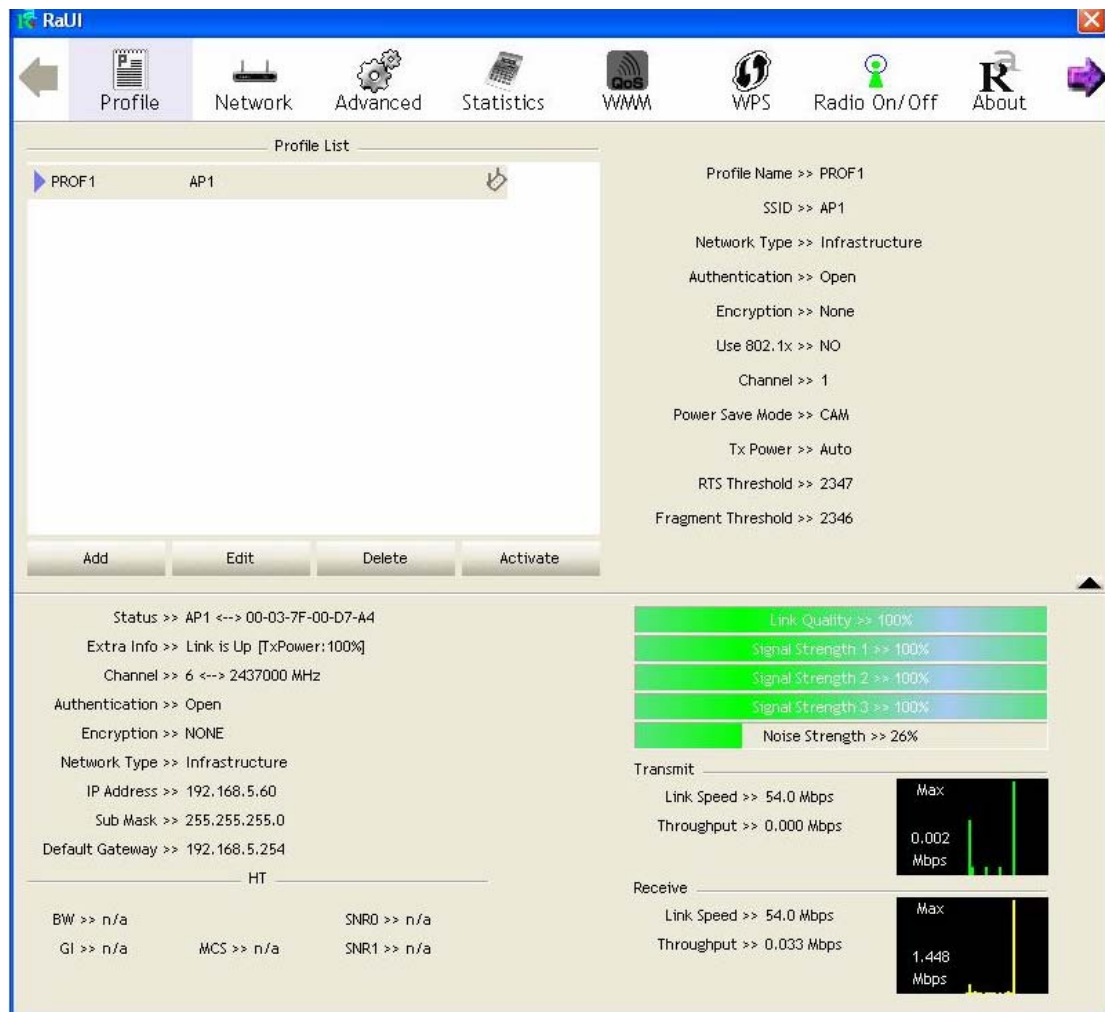 RaUI
Profile
Network
Advanced
Statistics
QoS
WMM
WPS
Radio On/Off
About
Profile List
PROF1 AP1
Add
Edit
Delete
Activate
Profile Name >> PROF1
SSID >> AP1
Network Type >> Infrastructure
Authentication >> Open
Encryption >> None
Use 802.1x >> NO
Channel >> 1
Power Save Mode >> CAM
Tx Power >> Auto
RTS Threshold >> 2347
Fragment Threshold >> 2346
Status >> AP1 <--> 00-03-7F-00-D7-A4
Extra Info >> Link is Up [TxPower:100%]
Channel >> 6 <--> 2437000 MHz
Authentication >> Open
Encryption >> NONE
Network Type >> Infrastructure
IP Address >> 192.168.5.60
Sub Mask >> 255.255.255.0
Default Gateway >> 192.168.5.254
HT
BW >> n/a SNR0 >> n/a
GI >> n/a MCS >> n/a SNR1 >> n/a
Link Quality >> 100%
Signal Strength 1 >> 100%
Signal Strength 2 >> 100%
Signal Strength 3 >> 100%
Noise Strength >> 26%
Transmit
Link Speed >> 54.0 Mbps
Throughput >> 0.000 Mbps
Max
0.002
Mbps
Receive
Link Speed >> 54.0 Mbps
Throughput >> 0.033 Mbps
Max
1.448
Mbps